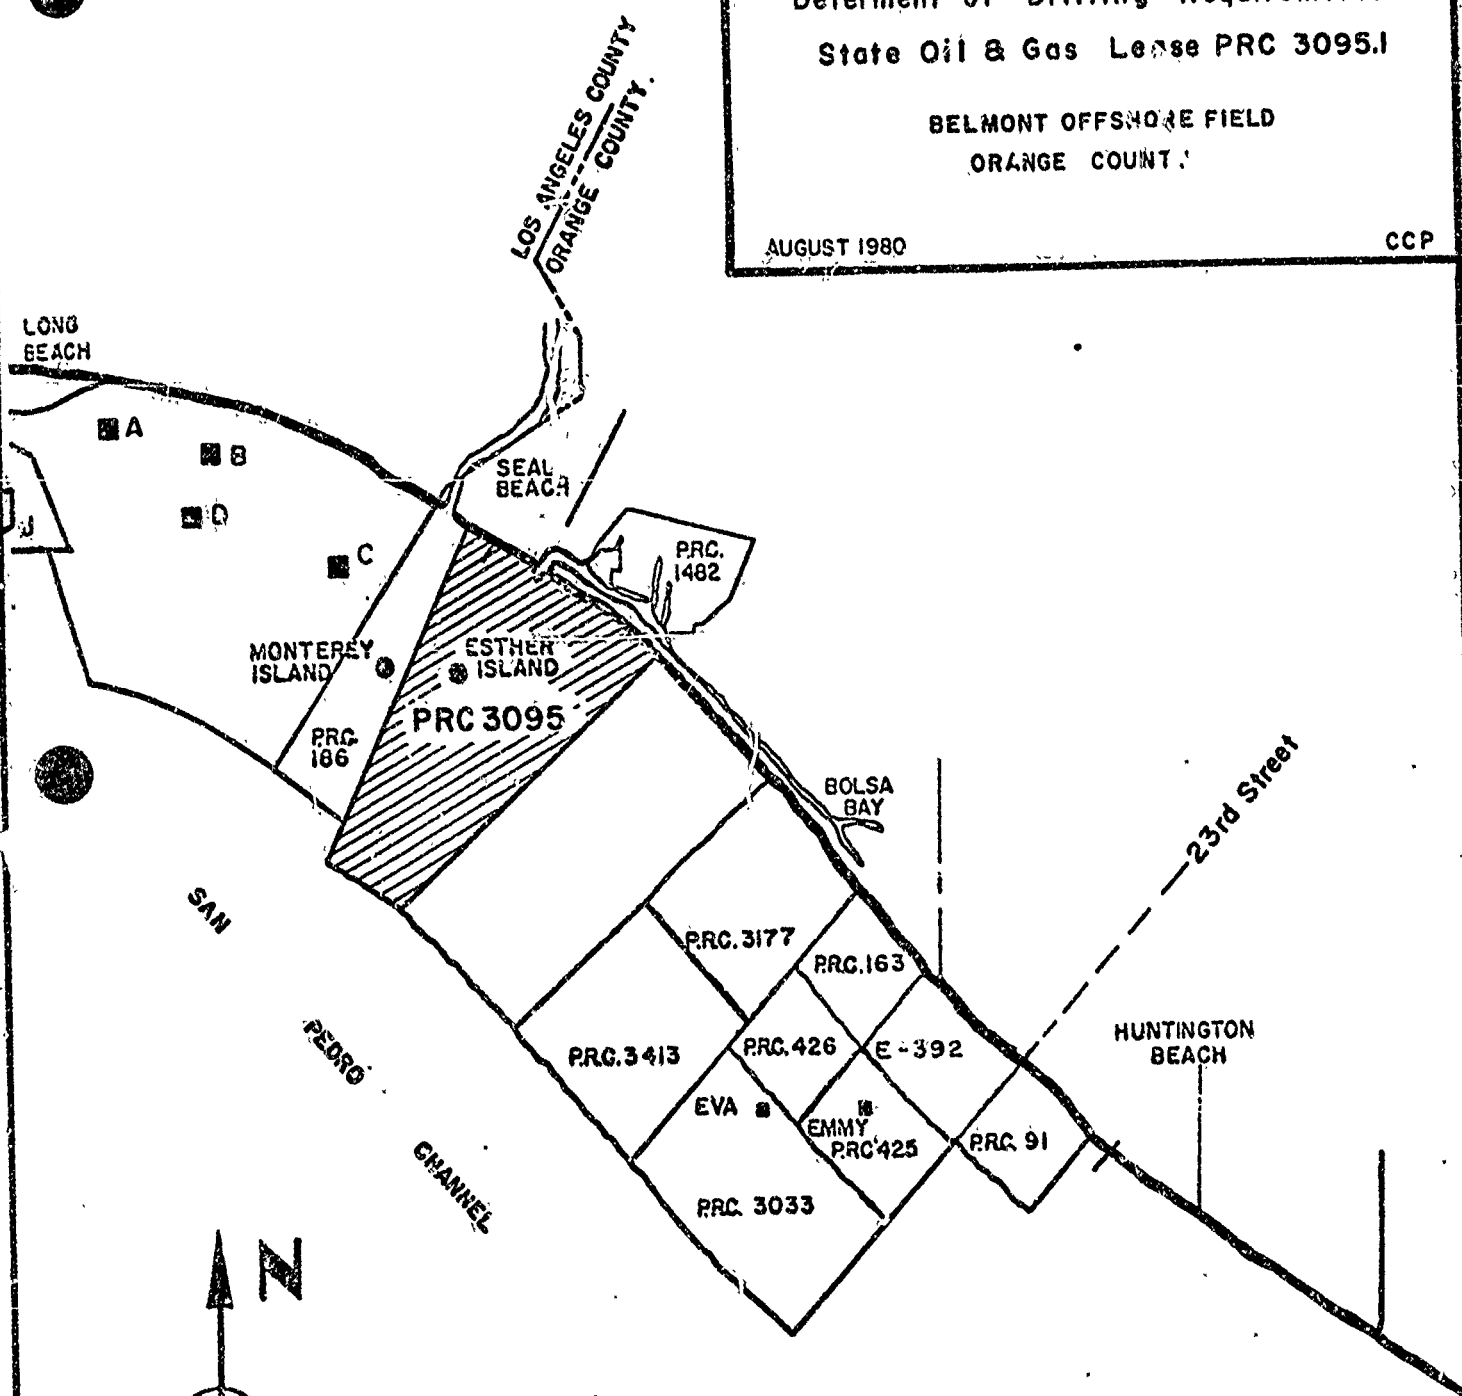 State Oil & Gas Lease PRC 3095.1
BELMONT OFFSHORE FIELD
ORANGE COUNTY
AUGUST 1980
CCP
LOS ANGELES COUNTY
ORANGE COUNTY.
LONG
BEACH
A
B
D
C
J
SEAL
BEACH
P.R.C.
1482
MONTEREY
ISLAND
ESTHER
ISLAND
PRC 3095
P.R.C.
186
BOLSA
BAY
23rd Street
SAN
PEDRO
CHANNEL
P.R.C. 3177
P.R.C. 163
P.R.C. 3413
P.R.C. 426
E-392
HUNTINGTON
BEACH
EVA
EMMY
PRC 425
P.R.C. 91
P.R.C. 3033
N